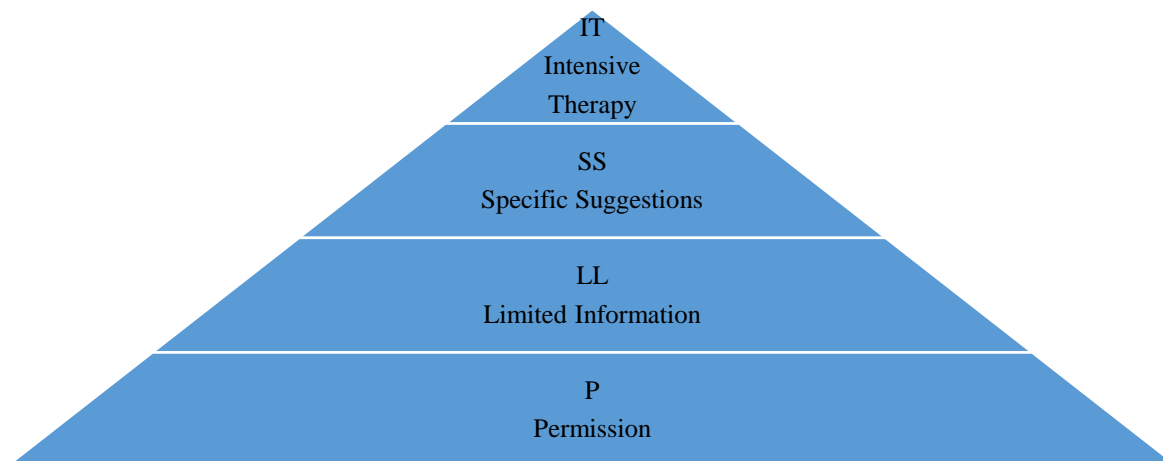 IT
Intensive
Therapy
SS
Specific Suggestions
LL
Limited Information
P
Permission